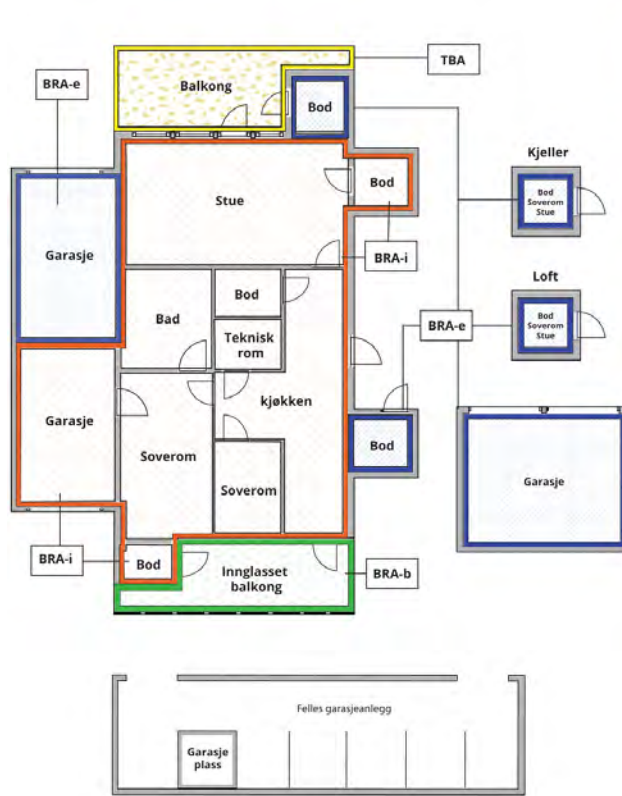 TBA
BRA-e
Balkong
Bod
Kjeller
Bod
Soverom
Stue
Bod
Stue
Garasje
BRA-i
Loft
Bod
Soverom
Stue
Bod
Bad
BRA-e
Teknisk
rom
kjøkken
Garasje
Bod
Soverom
Garasje
Soverom
BRA-i
Bod
Innglasset
balkong
BRA-b
Felles garasjeanlegg
Garasje
plass